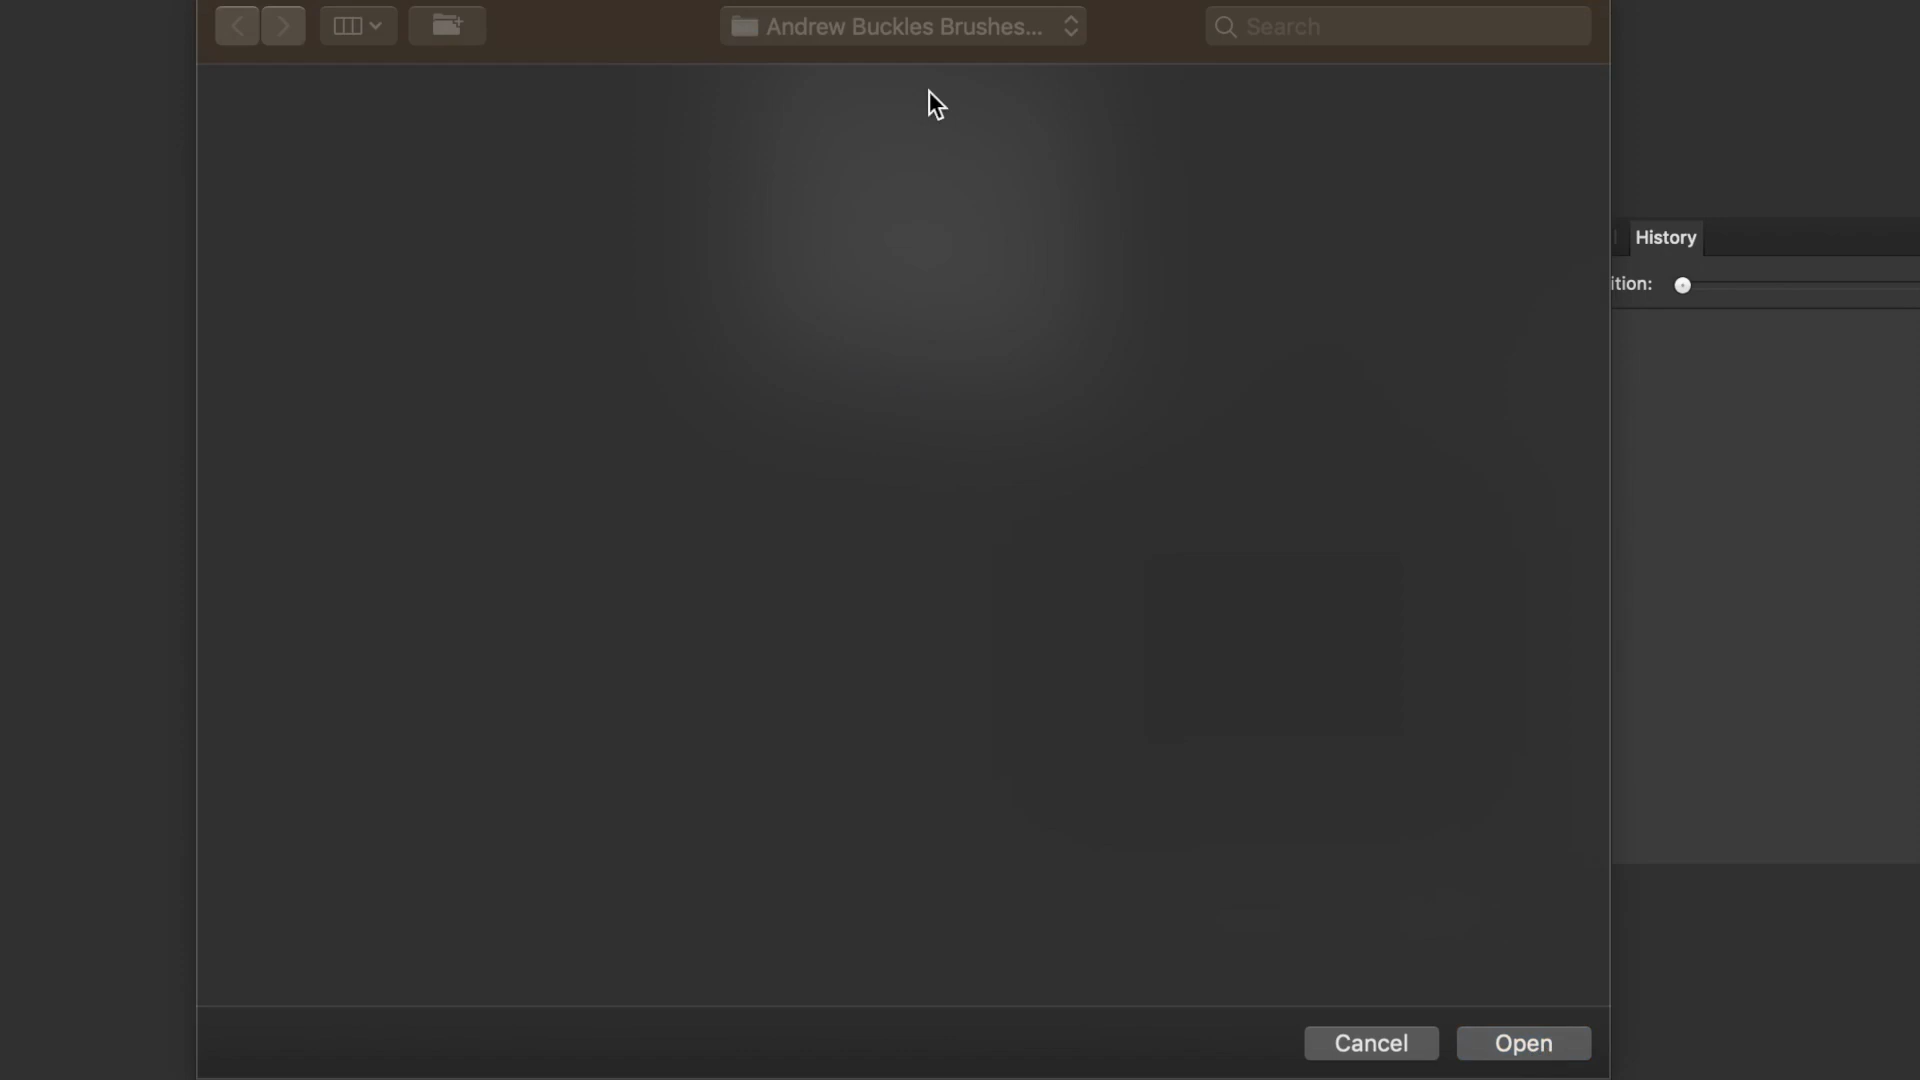 Andrew Buckles Brushes...
Search
History
ition:
Cancel
Open